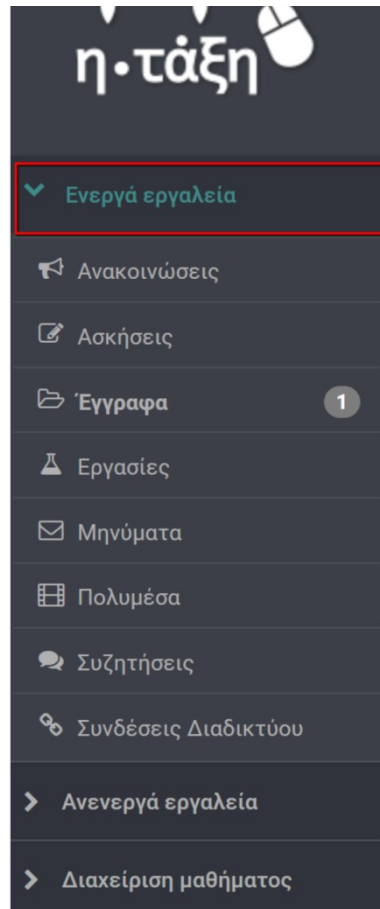 η•τάξη
Ενεργά εργαλεία
Ανακοινώσεις
Ασκήσεις
Έγγραφα 1
Εργασίες
Μηνύματα
Πολυμέσα
Συζητήσεις
Συνδέσεις Διαδικτύου
Ανενεργά εργαλεία
Διαχείριση μαθήματος